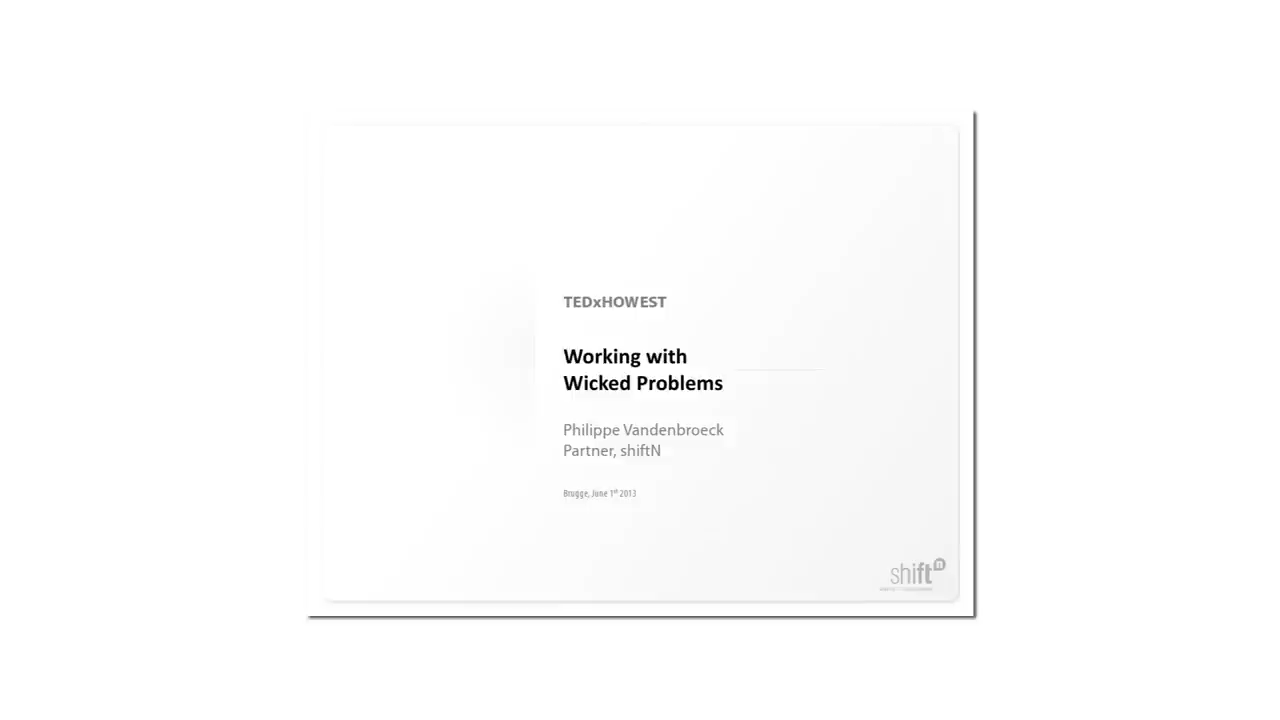 TEDxHOWEST
Working with
Wicked Problems
Philippe Vandenbroeck
Partner, shiftN
Brugge, June 1st 2013
shiftn